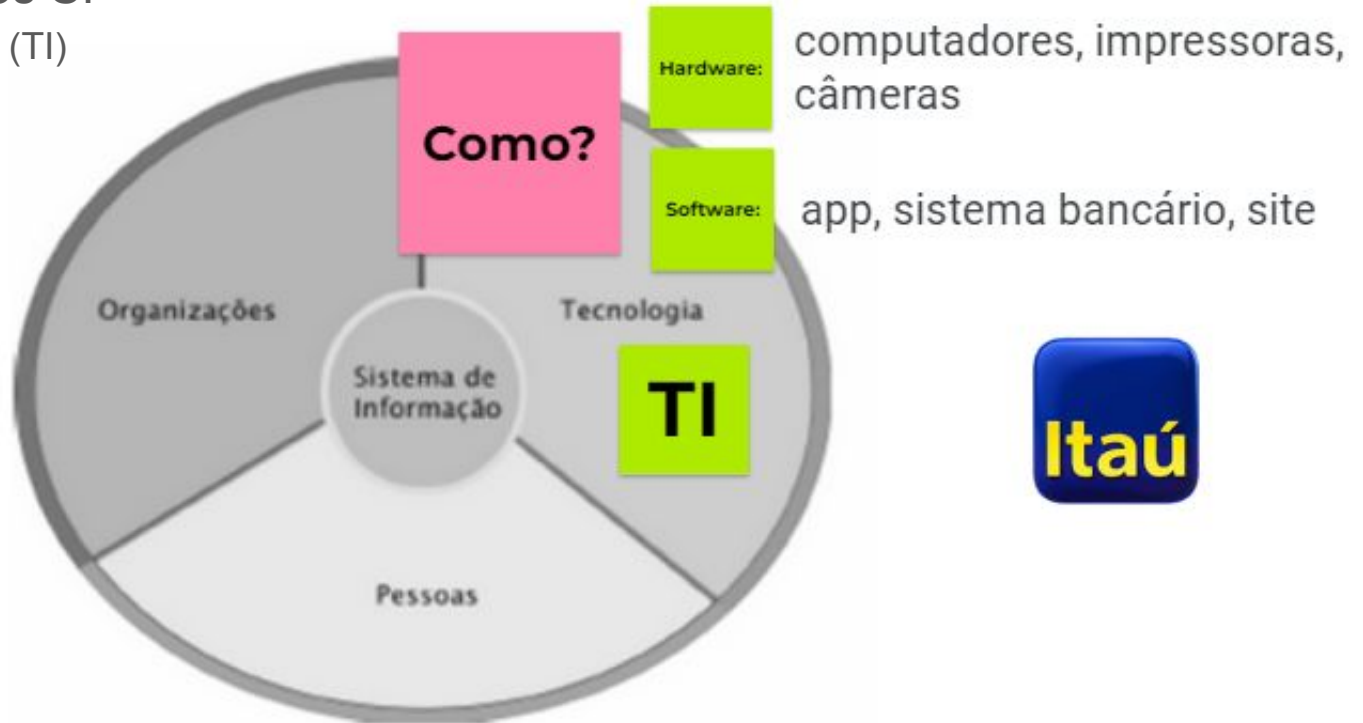 (TI)
Como?
Hardware:
computadores, impressoras,
câmeras
Software:
app, sistema bancário, site
Organizações
Tecnologia
Sistema de
Informação
TI
Itaú
Pessoas